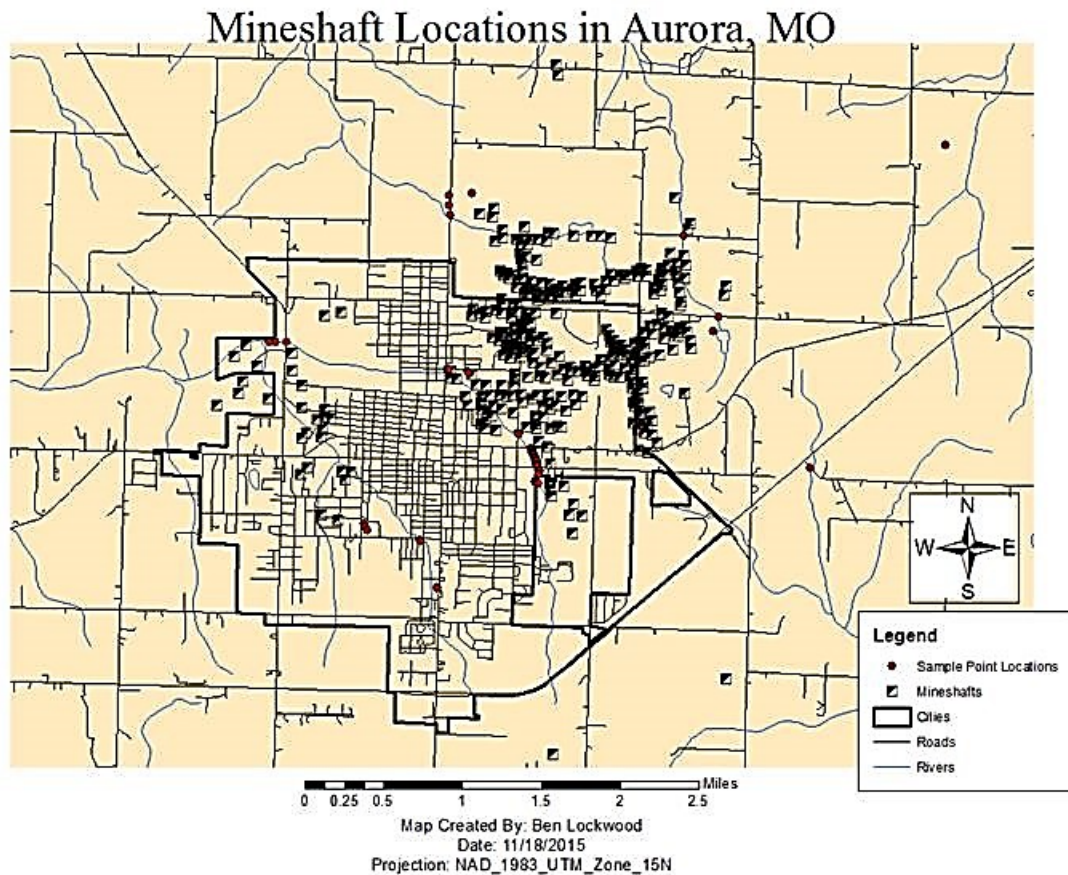 Mineshaft Locations in Aurora, MO
N
W E
S
Legend
Sample Point Locations
Mineshafts
Cities
Roads
Rivers
Miles
0 0.25 0.5 1 1.5 2 2.5
Map Created By: Ben Lockwood
Date: 11/18/2015
Projection: NAD_1983_UTM_Zone_15N